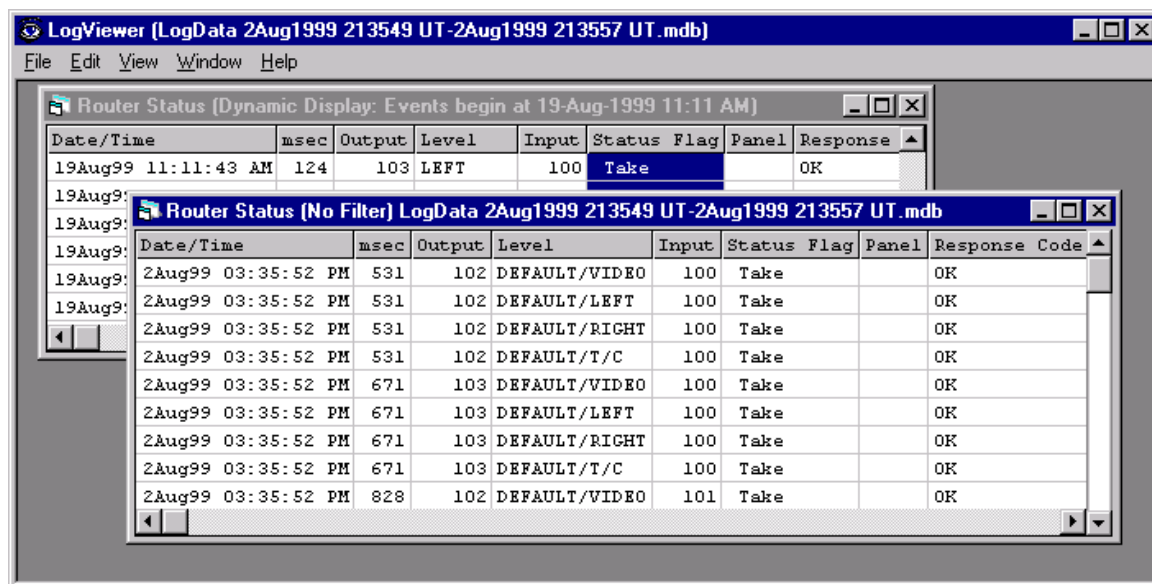 LogViewer (LogData 2Aug1999 213549 UT-2Aug1999 213557 UT.mdb)
File Edit View Window Help
Router Status (Dynamic Display: Events begin at 19-Aug-1999 11:11 AM)
Date/Time msec Output Level Input Status Flag Panel Response
19Aug99 11:11:43 AM 124 103 LEFT 100 Take OK
19Aug9
19Aug9
19Aug9
19Aug9
19Aug9
Router Status (No Filter) LogData 2Aug1999 213549 UT-2Aug1999 213557 UT.mdb
Date/Time msec Output Level Input Status Flag Panel Response Code
2Aug99 03:35:52 PM 531 102 DEFAULT/VIDEO 100 Take OK
2Aug99 03:35:52 PM 531 102 DEFAULT/LEFT 100 Take OK
2Aug99 03:35:52 PM 531 102 DEFAULT/RIGHT 100 Take OK
2Aug99 03:35:52 PM 531 102 DEFAULT/T/C 100 Take OK
2Aug99 03:35:52 PM 671 103 DEFAULT/VIDEO 100 Take OK
2Aug99 03:35:52 PM 671 103 DEFAULT/LEFT 100 Take OK
2Aug99 03:35:52 PM 671 103 DEFAULT/RIGHT 100 Take OK
2Aug99 03:35:52 PM 671 103 DEFAULT/T/C 100 Take OK
2Aug99 03:35:52 PM 828 102 DEFAULT/VIDEO 101 Take OK